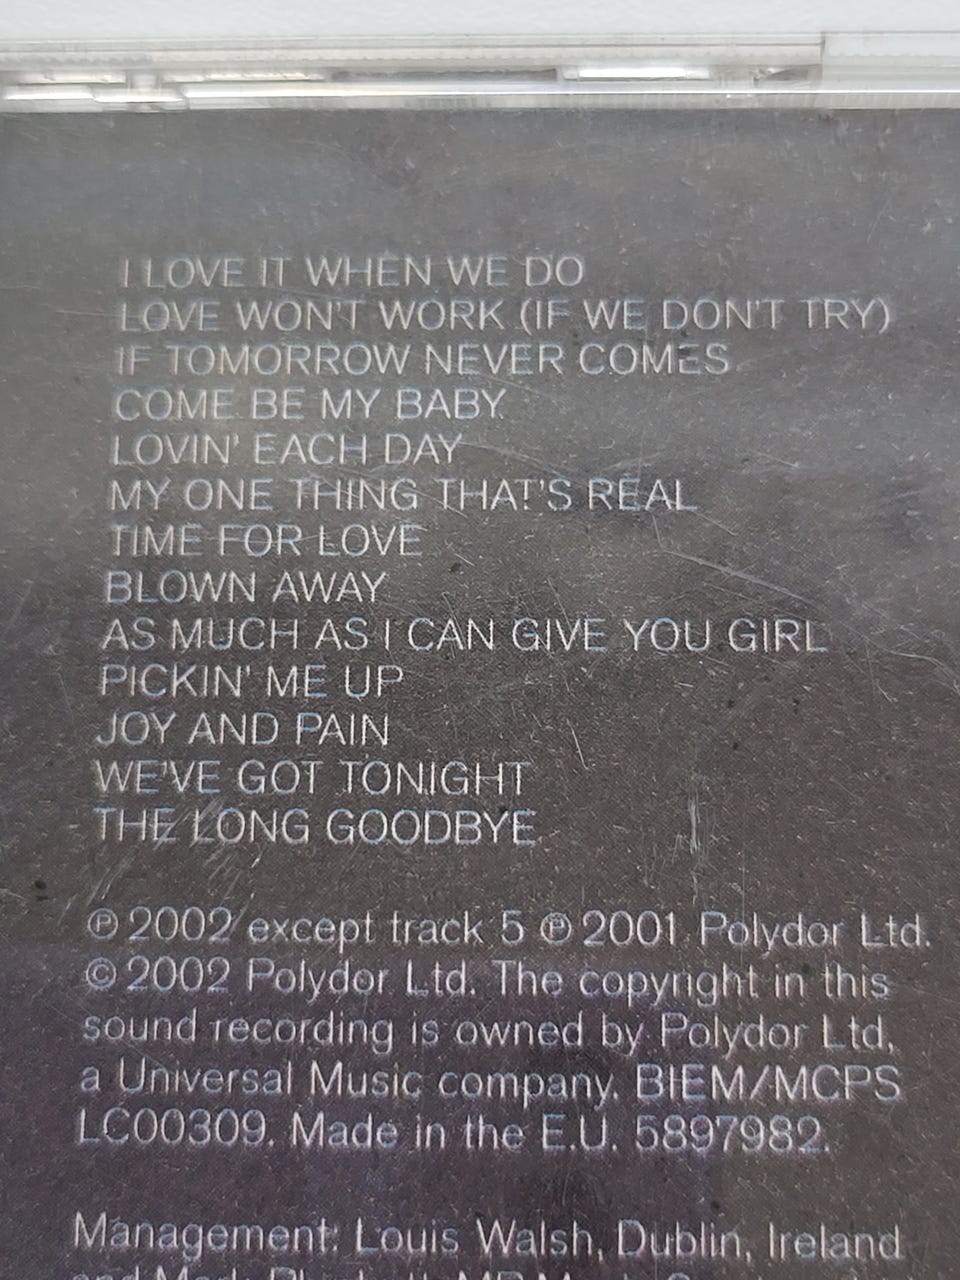 I LOVE IT WHEN WE DO
LOVE WON'T WORK (IF WE DON'T TRY)
IF TOMORROW NEVER COMES
COME BE MY BABY
LOVIN' EACH DAY
MY ONE THING THAT'S REAL
TIME FOR LOVE
BLOWN AWAY
AS MUCH AS I CAN GIVE YOU GIRL
PICKIN' ME UP
JOY AND PAIN
WE'VE GOT TONIGHT
THE LONG GOODBYE
℗ 2002 except track 5 ℗ 2001 Polydor Ltd.
© 2002 Polydor Ltd. The copyright in this
sound recording is owned by Polydor Ltd,
a Universal Music company. BIEM/MCPS
LC00309. Made in the E.U. 5897982.
Management: Louis Walsh, Dublin, Ireland
and